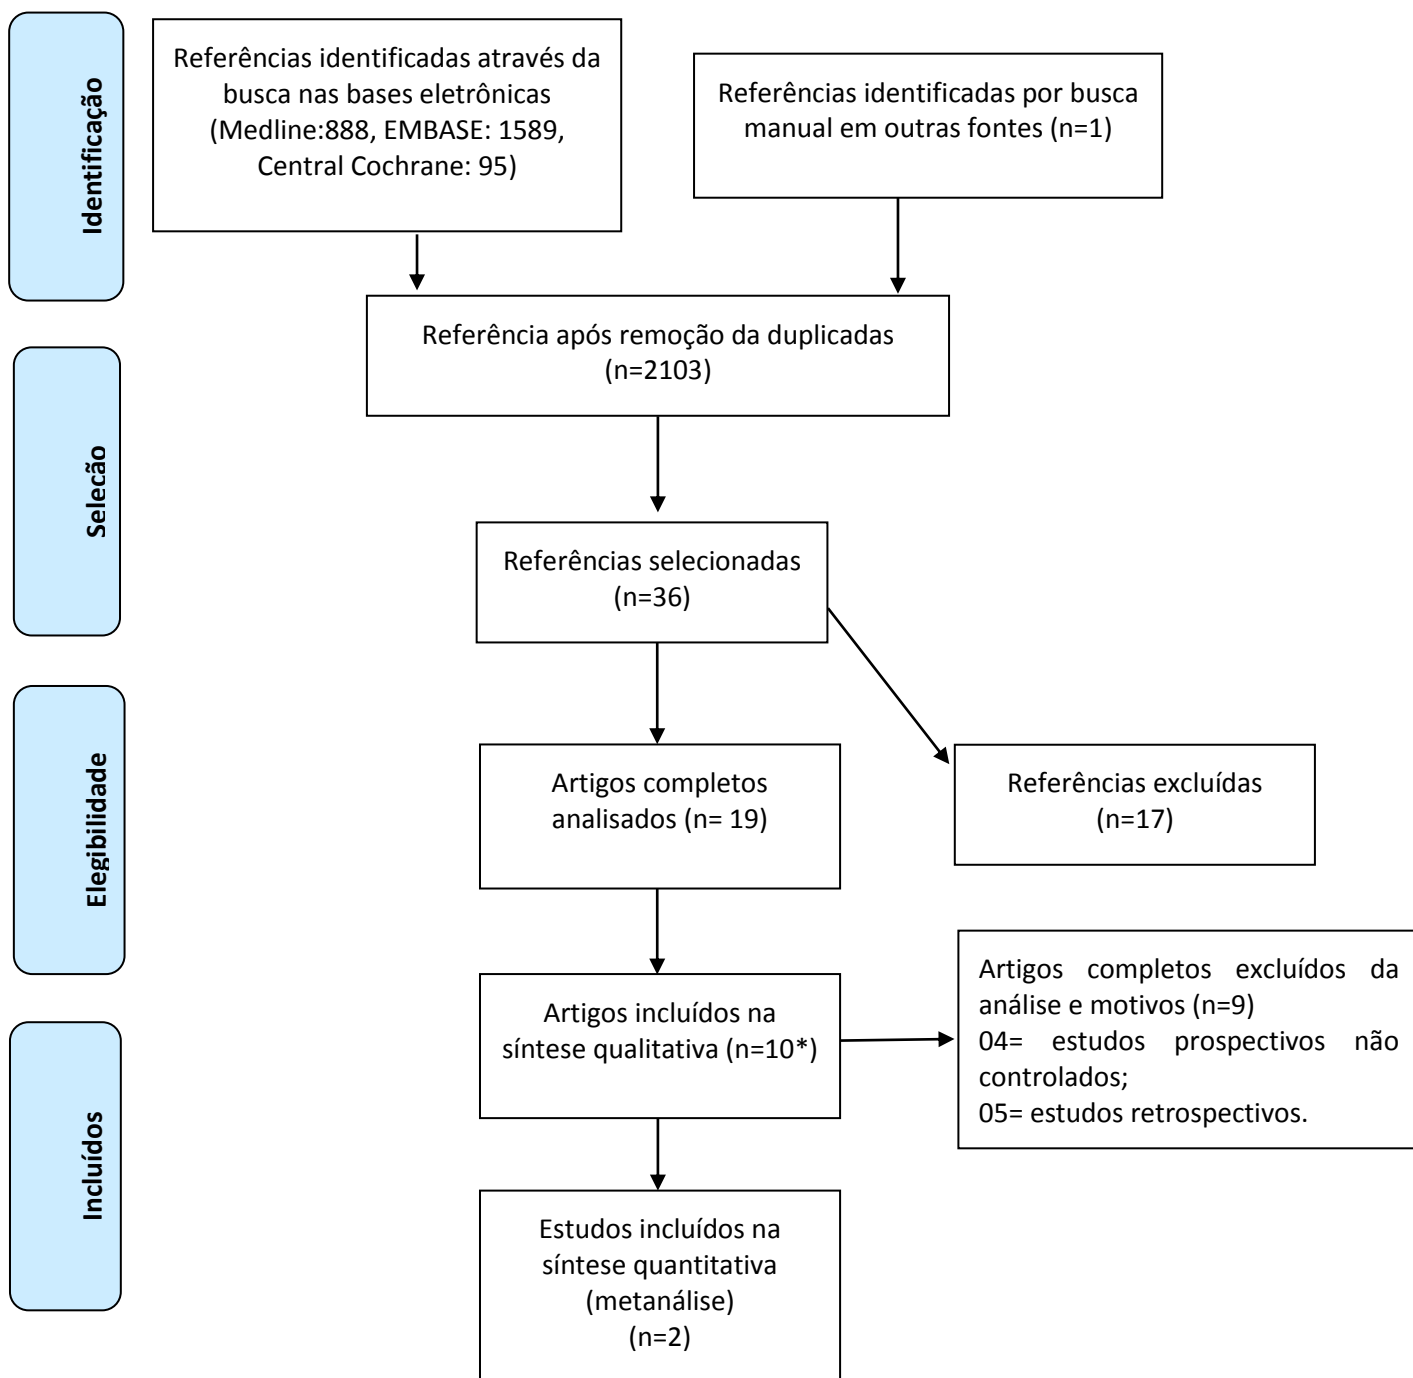 Identificação
Referências identificadas através da
busca nas bases eletrônicas
(Medline:888, EMBASE: 1589,
Central Cochrane: 95)
Referências identificadas por busca
manual em outras fontes (n=1)
Referência após remoção da duplicadas
(n=2103)
Seleção
Referências selecionadas
(n=36)
Elegibilidade
Artigos completos
analisados (n= 19)
Referências excluídas
(n=17)
Artigos incluídos na
síntese qualitativa (n=10*)
Artigos completos excluídos da
análise e motivos (n=9)
04= estudos prospectivos não
controlados;
05= estudos retrospectivos.
Incluídos
Estudos incluídos na
síntese quantitativa
(metanálise)
(n=2)